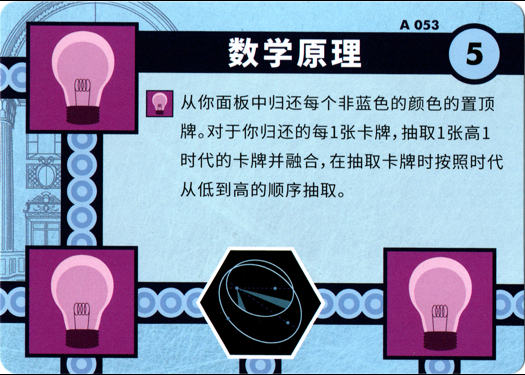 A 053
数学原理
5
从你面板中归还每个非蓝色的颜色的置顶
牌。对于你归还的每1张卡牌，抽取1张高1
时代的卡牌并融合，在抽取卡牌时按照时代
从低到高的顺序抽取。